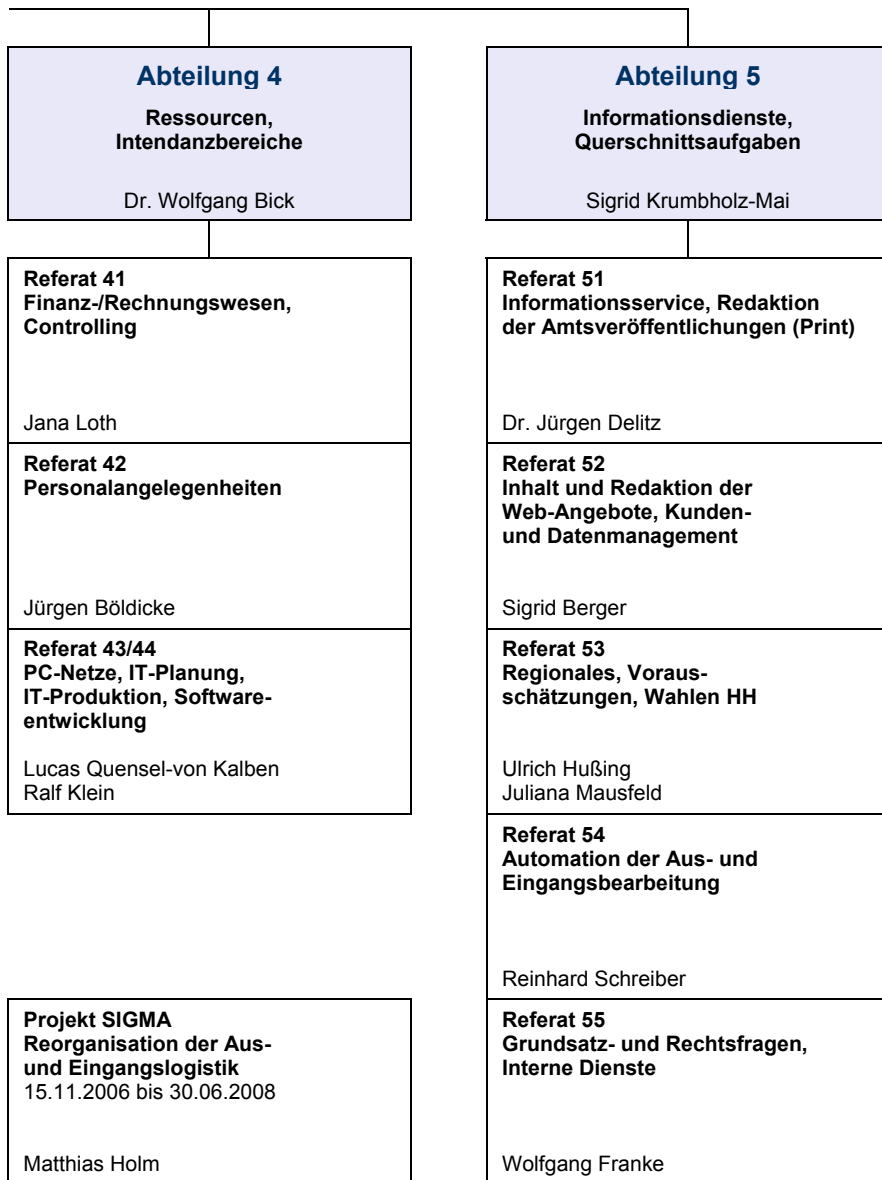 Abteilung 4
Ressourcen,
Intendanzbereiche
Dr. Wolfgang Bick
Referat 41
Finanz-/Rechnungswesen,
Controlling
Jana Loth
Referat 42
Personalangelegenheiten
Jürgen Böldicke
Referat 43/44
PC-Netze, IT-Planung,
IT-Produktion, Software-
entwicklung
Lucas Quensel-von Kalben
Ralf Klein
Projekt SIGMA
Reorganisation der Aus-
und Eingangslogistik
15.11.2006 bis 30.06.2008
Matthias Holm
Abteilung 5
Informationsdienste,
Querschnittsaufgaben
Sigrid Krumbholz-Mai
Referat 51
Informationsservice, Redaktion
der Amtsveröffentlichungen (Print)
Dr. Jürgen Delitz
Referat 52
Inhalt und Redaktion der
Web-Angebote, Kunden-
und Datenmanagement
Sigrid Berger
Referat 53
Regionales, Voraus-
schätzungen, Wahlen HH
Ulrich Hußing
Juliana Mausfeld
Referat 54
Automation der Aus- und
Eingangsbearbeitung
Reinhard Schreiber
Referat 55
Grundsatz- und Rechtsfragen,
Interne Dienste
Wolfgang Franke